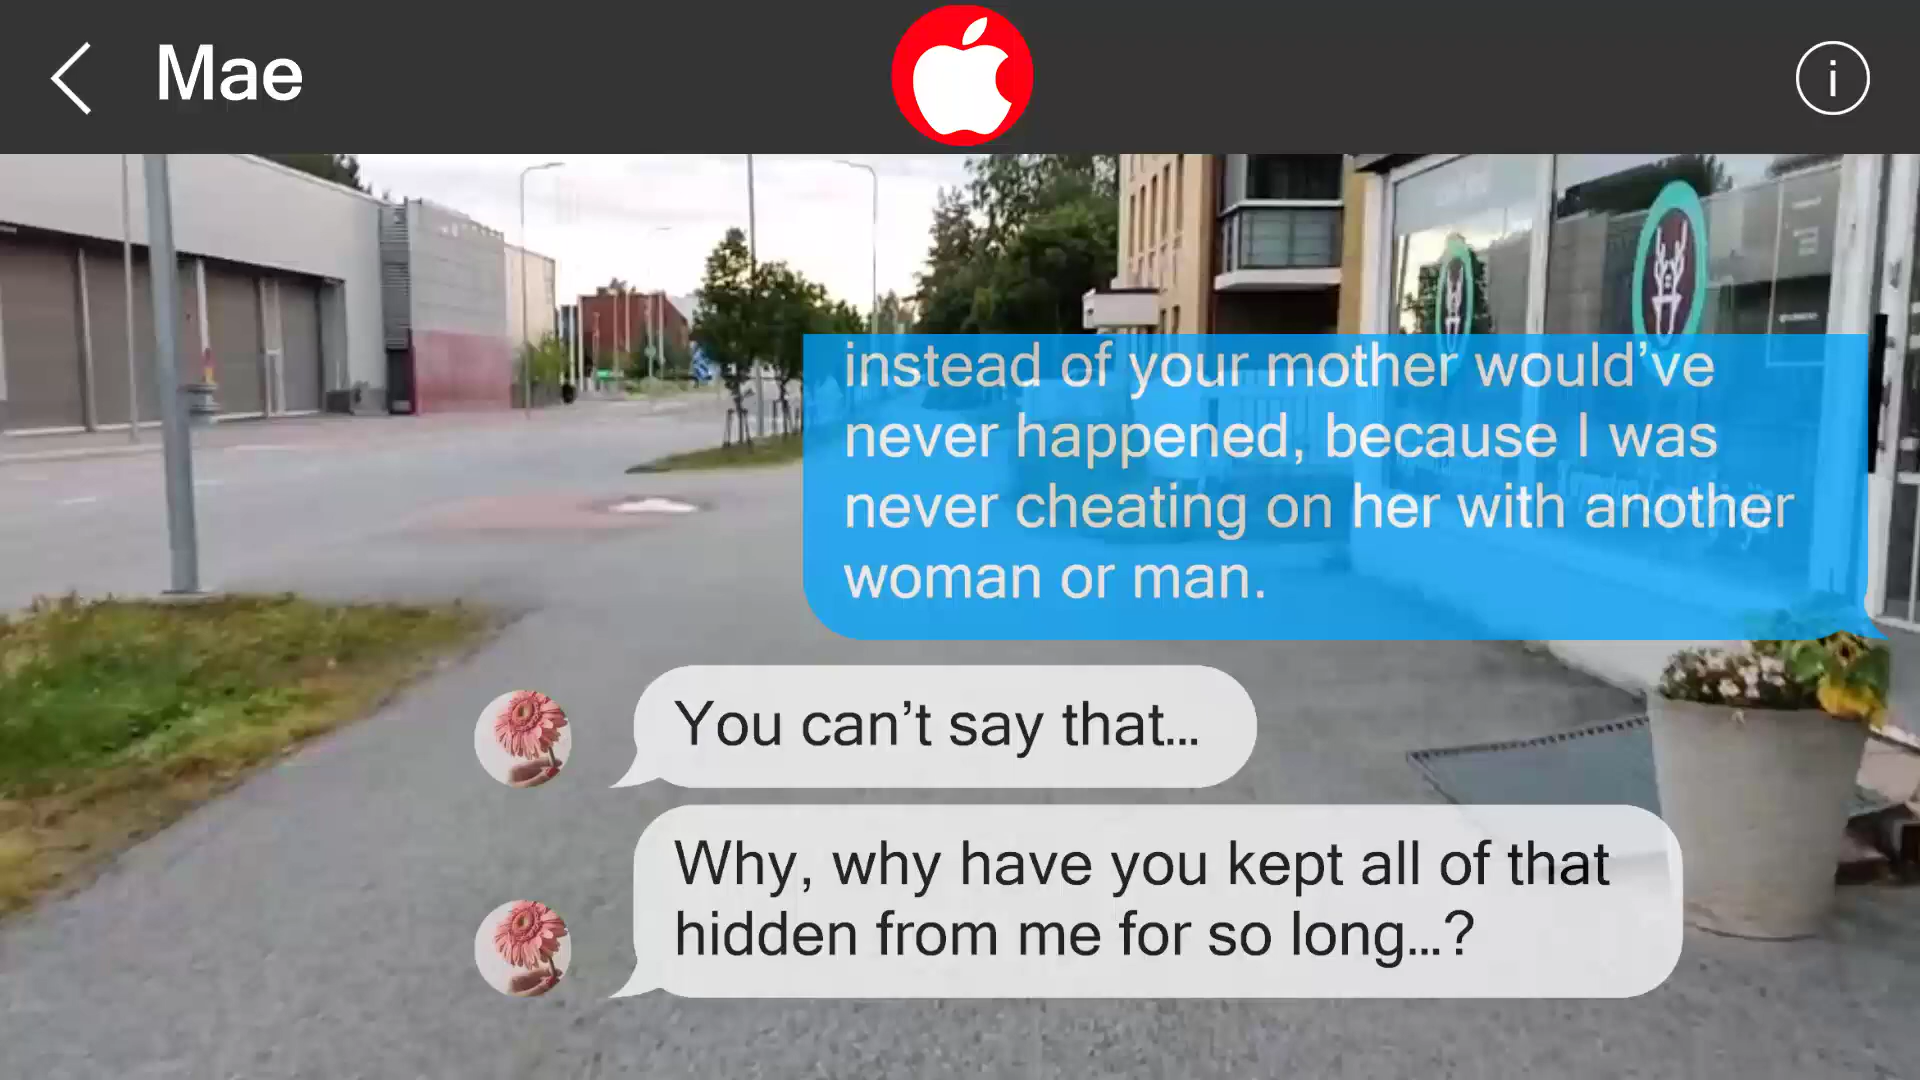 Mae
instead of your mother would’ve
never happened, because I was
never cheating on her with another
woman or man.
You can’t say that...
Why, why have you kept all of that
hidden from me for so long...?